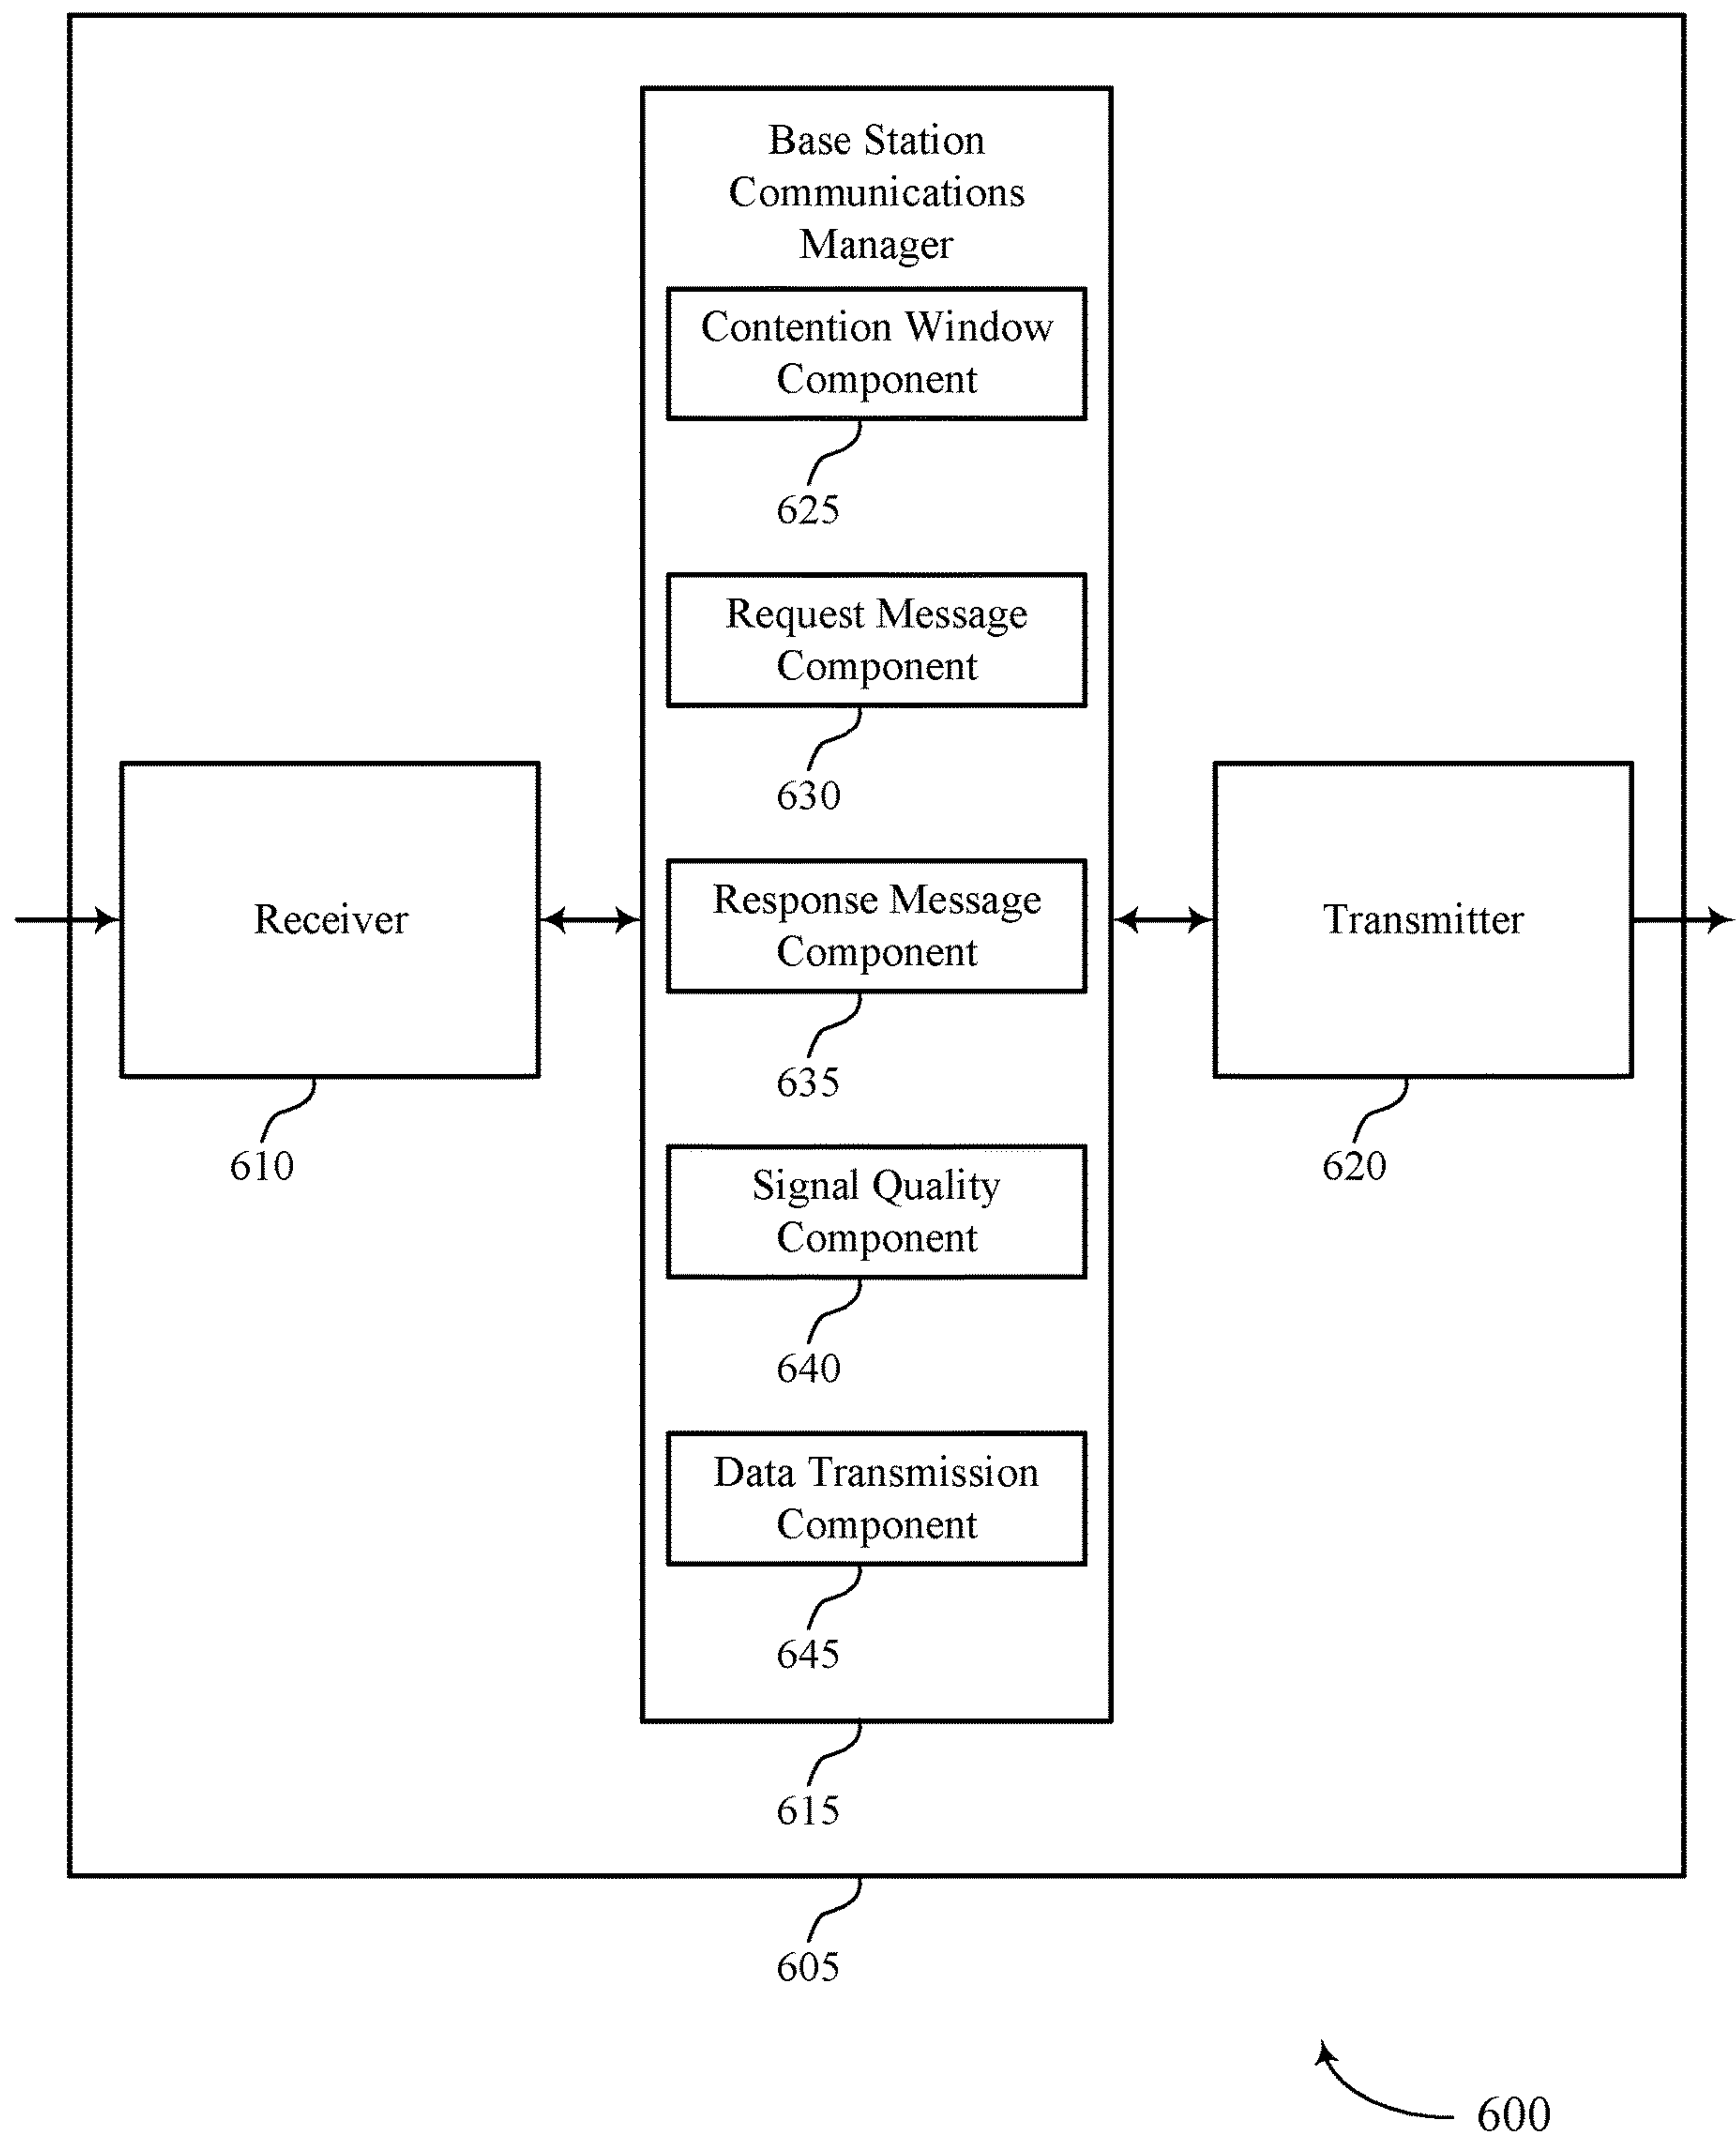 Base Station
Communications
Manager
Contention Window
Component
625
Request Message
Component
630
Receiver
610
Response Message
Component
635
Transmitter
620
Signal Quality
Component
640
Data Transmission
Component
645
615
605
600